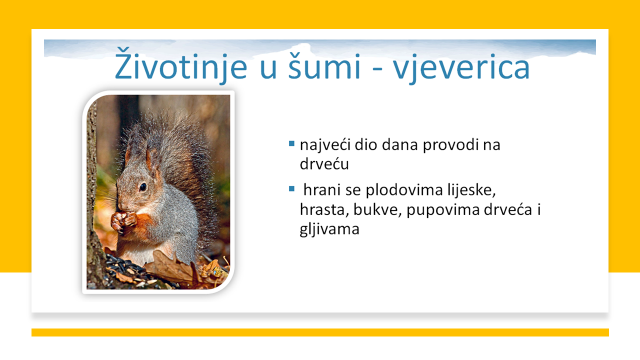 Životinje u šumi - vjeverica
najveći dio dana provodi na
drveću
hrani se plodovima lijeske,
hrasta, bukve, pupovima drveća i
gljivama